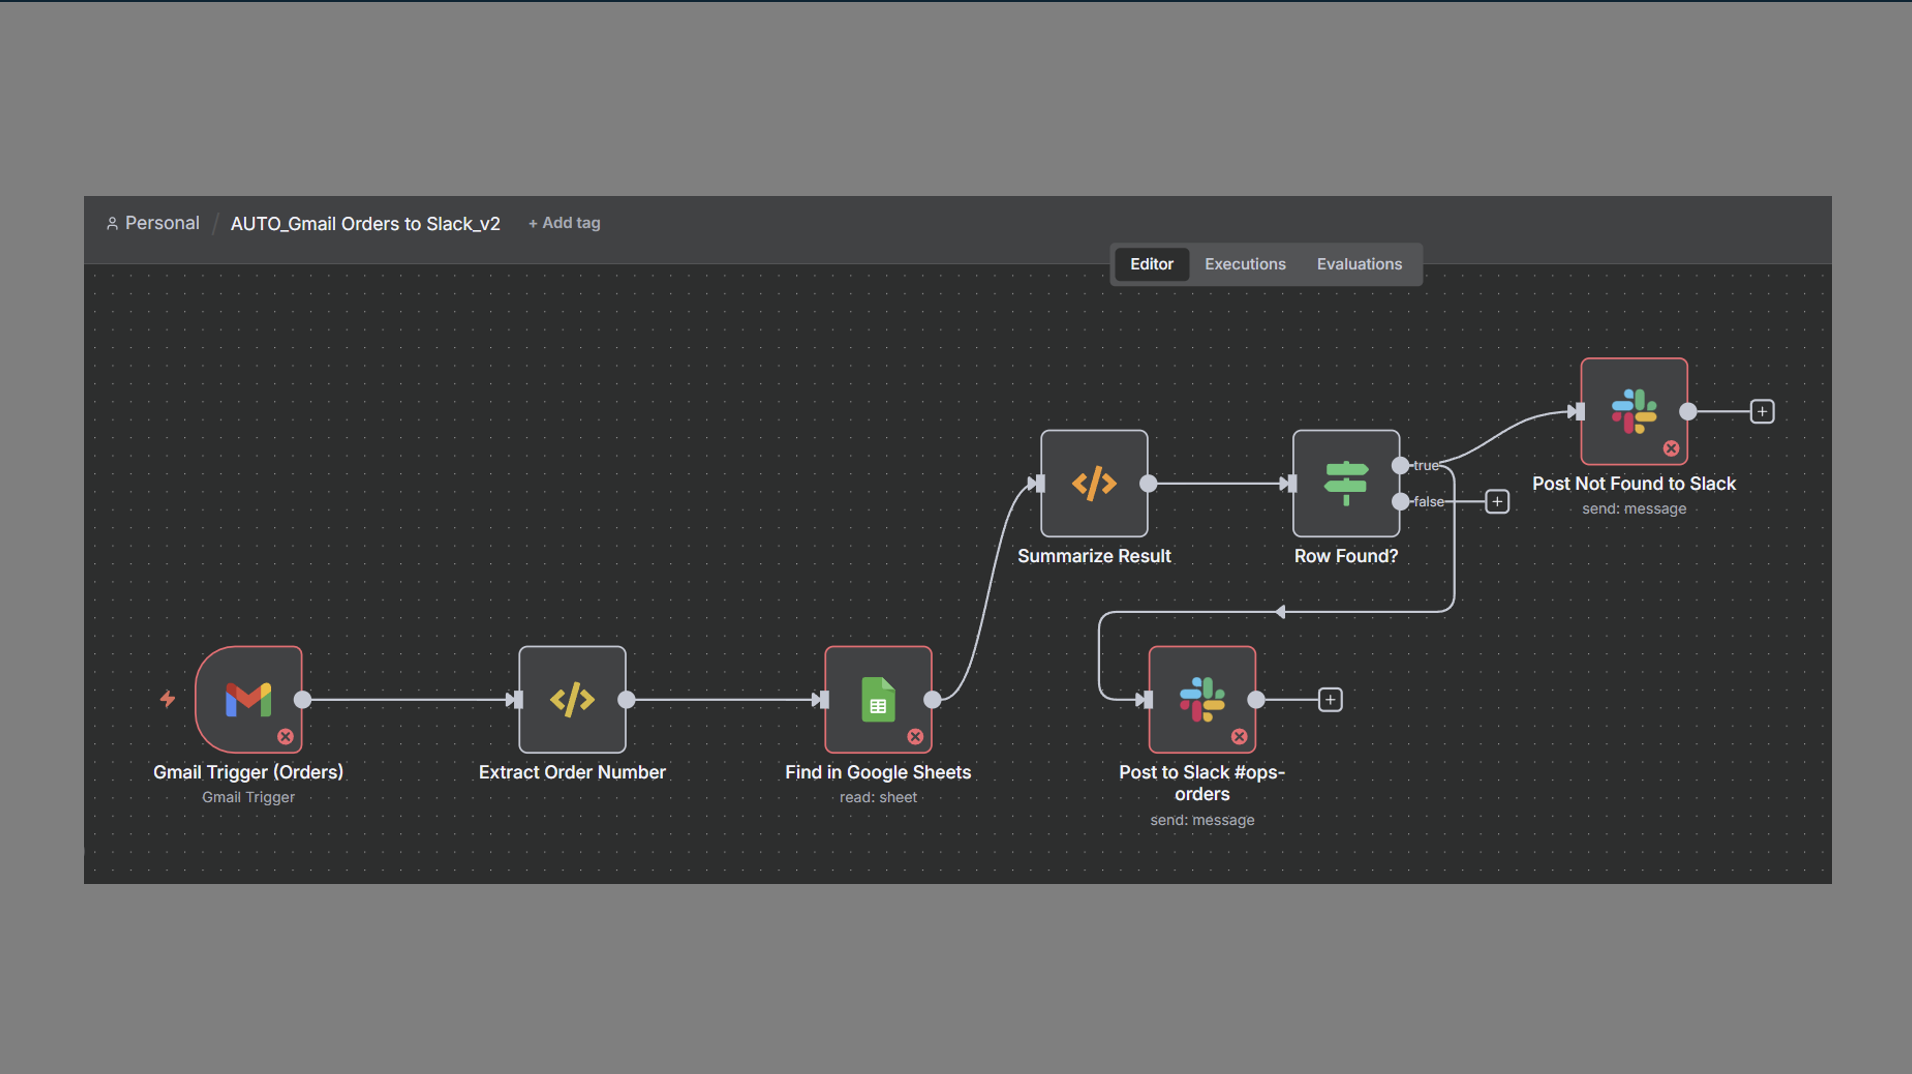 Personal / AUTO_Gmail Orders to Slack_v2 + Add tag
Editor Executions Evaluations
true
false
Post Not Found to Slack
send: message
Summarize Result
Row Found?
Gmail Trigger (Orders)
Gmail Trigger
Extract Order Number
Find in Google Sheets
read: sheet
Post to Slack #ops-
orders
send: message